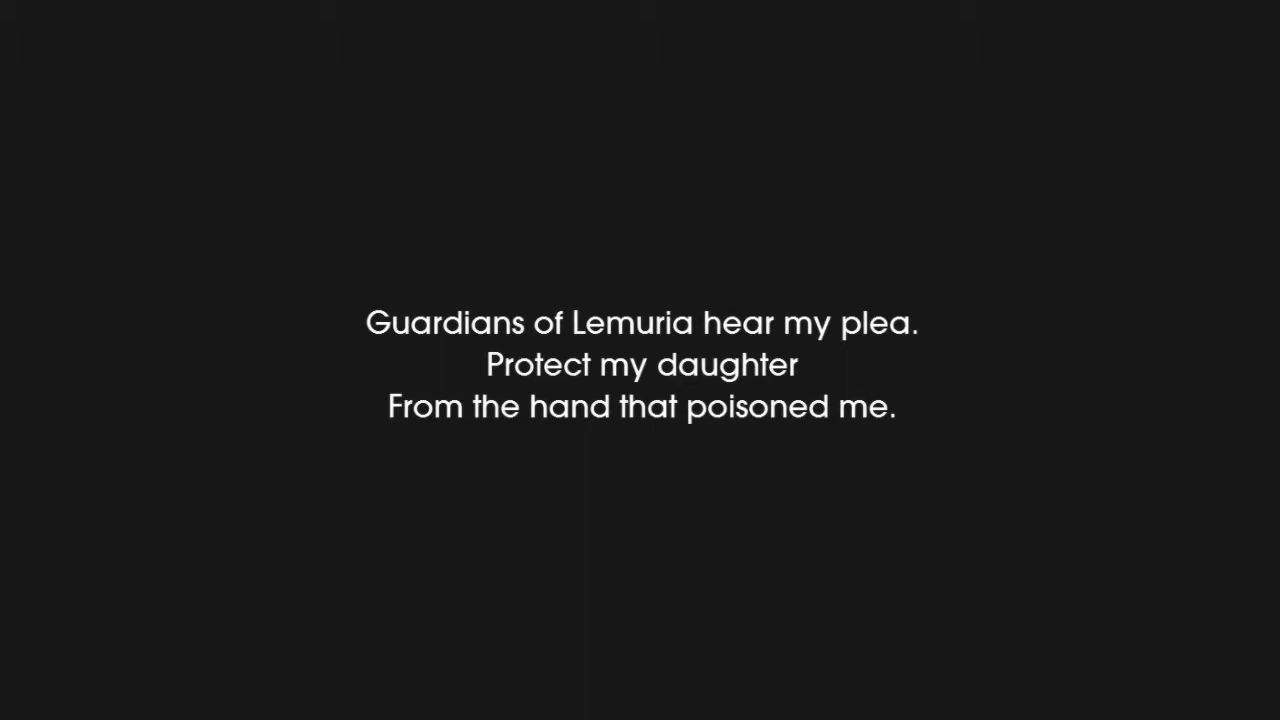 Guardians of Lemuria hear my plea.
Protect my daughter
From the hand that poisoned me.